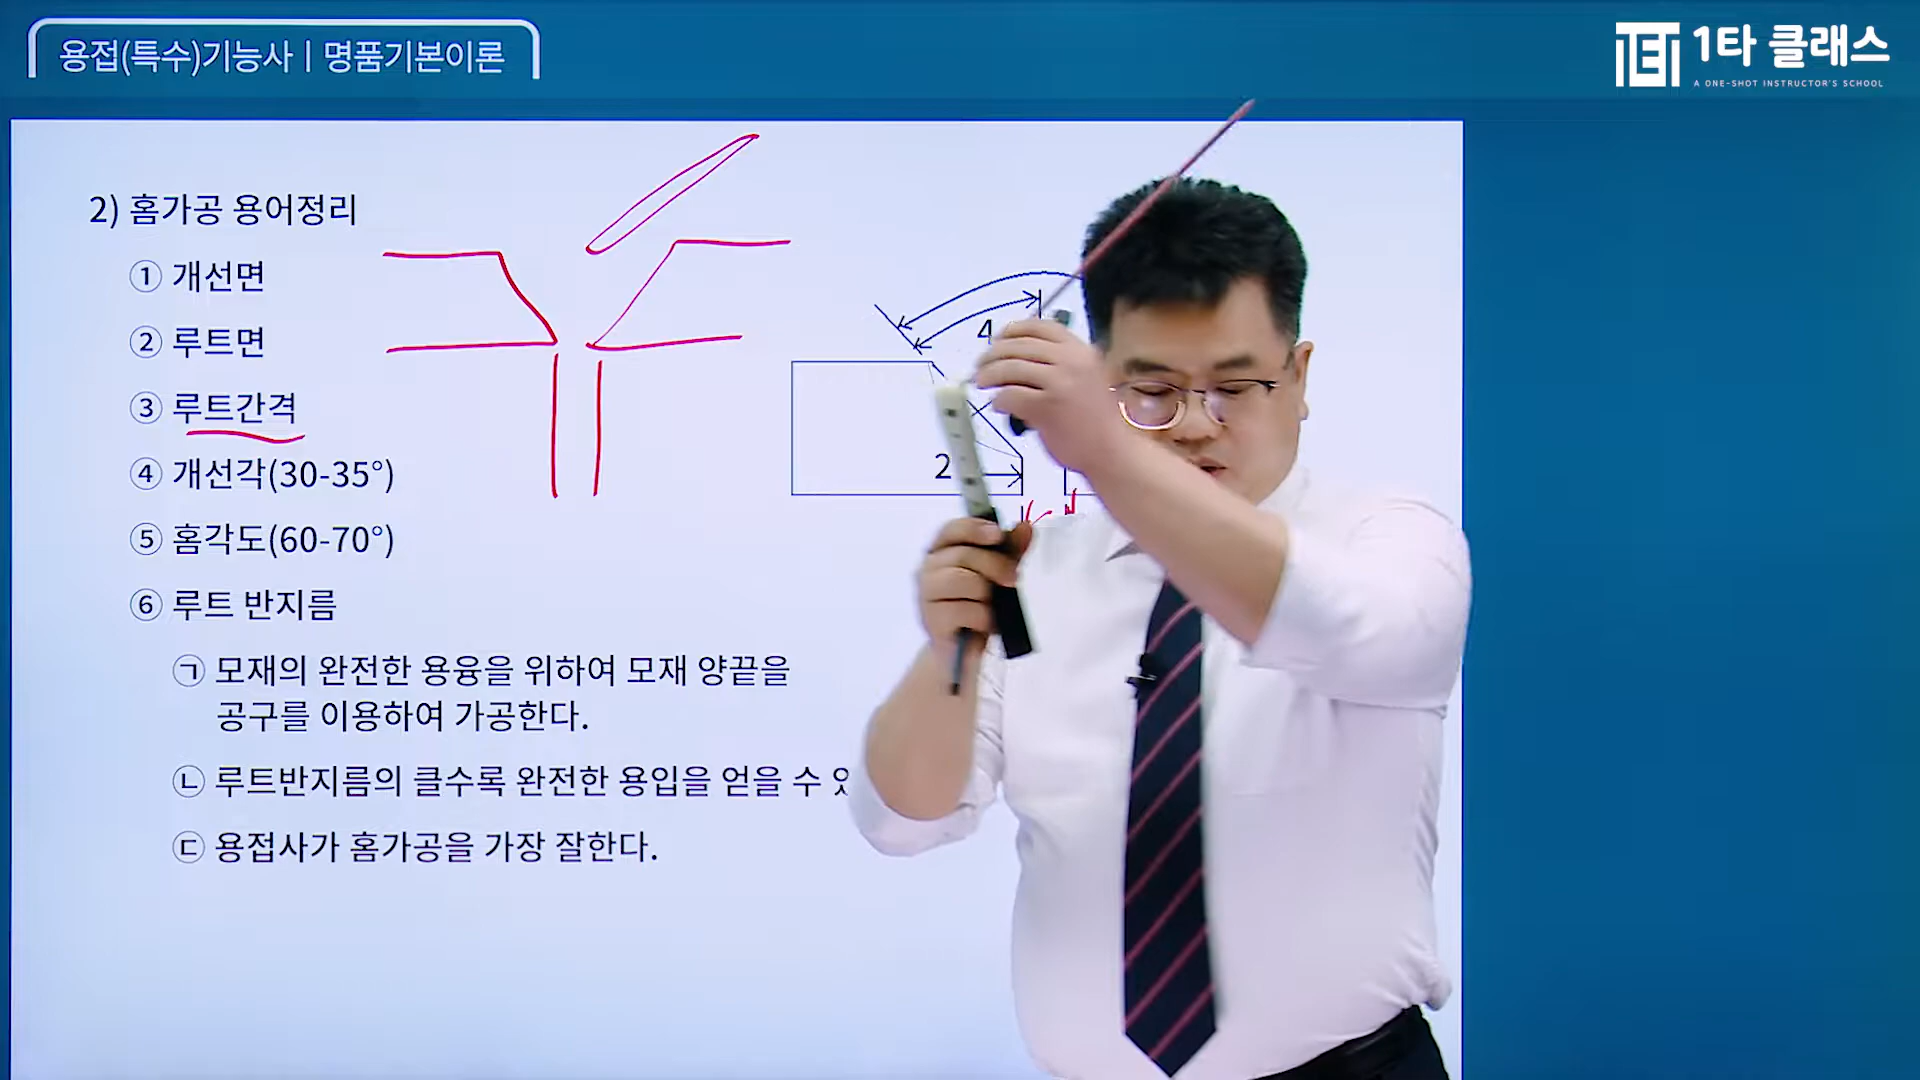 용접(특수)기능사 | 명품기본이론
1타 클래스
A ONE-SHOT INSTRUCTOR'S SCHOOL
2) 홈가공 용어정리
① 개선면
② 루트면
③ 루트간격
④ 개선각(30-35°)
⑤ 홈각도(60-70°)
⑥ 루트 반지름
㉠ 모재의 완전한 용융을 위하여 모재 양끝을
공구를 이용하여 가공한다.
㉡ 루트반지름의 클수록 완전한 용입을 얻을 수
㉢ 용접사가 홈가공을 가장 잘한다.
4
2